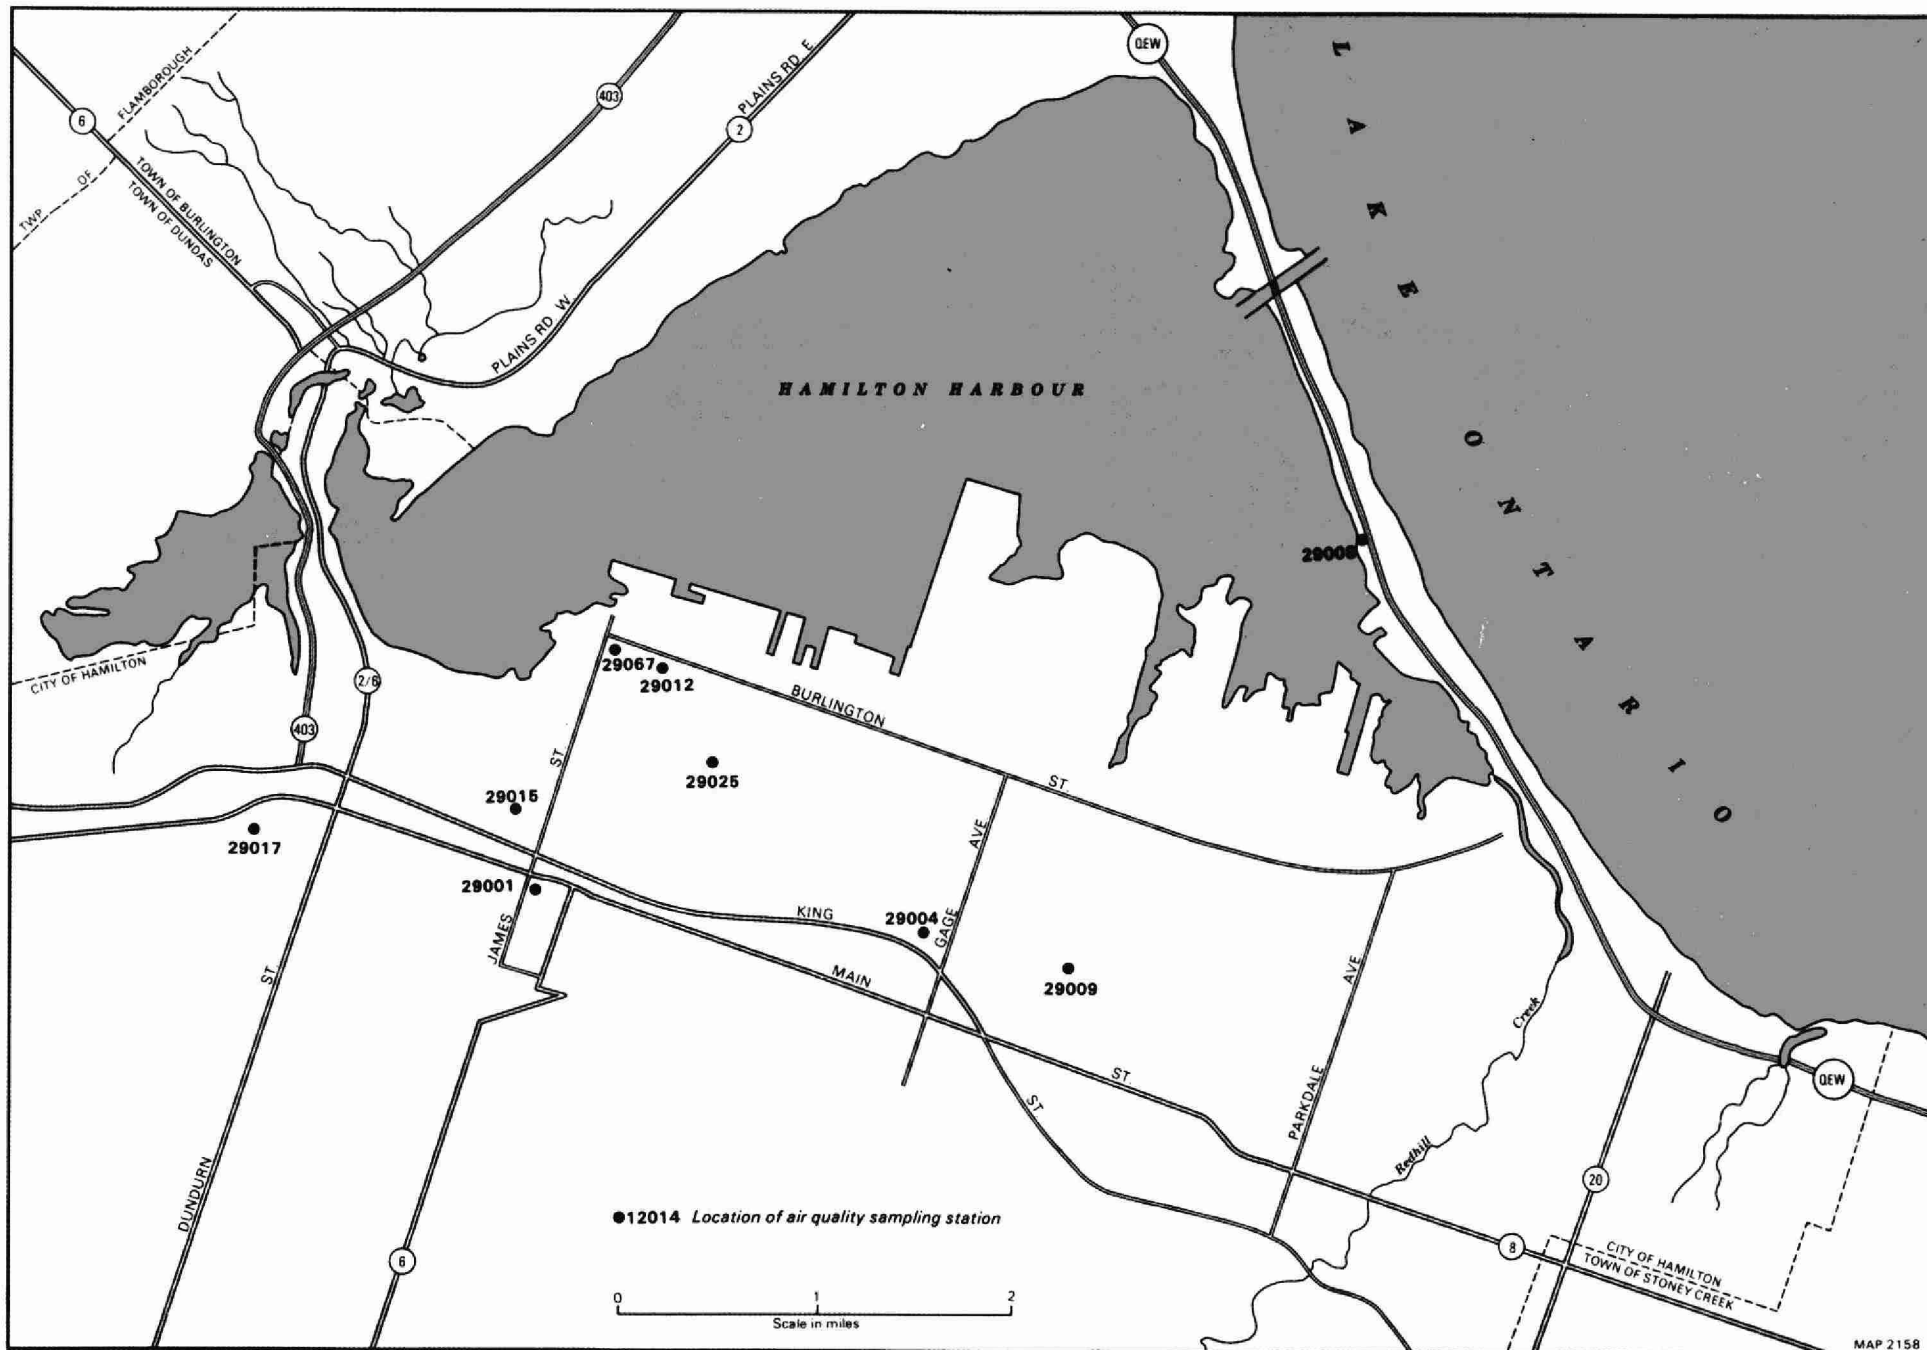 QEW
LAKE ONTARIO
FLAMBOROUGH
OF
TWP
6
403
PLAINS RD. E
2
TOWN OF BURLINGTON
TOWN OF DUNDAS
PLAINS RD. W.
HAMILTON HARBOUR
29008
CITY OF HAMILTON
2/6
403
29067
29012
BURLINGTON ST.
29025
29015
29017
29001
JAMES ST.
KING ST.
29004
GAGE AVE.
29009
MAIN ST.
PARKDALE AVE.
Redhill Creek
QEW
DUNDURN ST.
6
20
8
CITY OF HAMILTON
TOWN OF STONEY CREEK
12014 Location of air quality sampling station
0 1 2
Scale in miles
MAP 2158